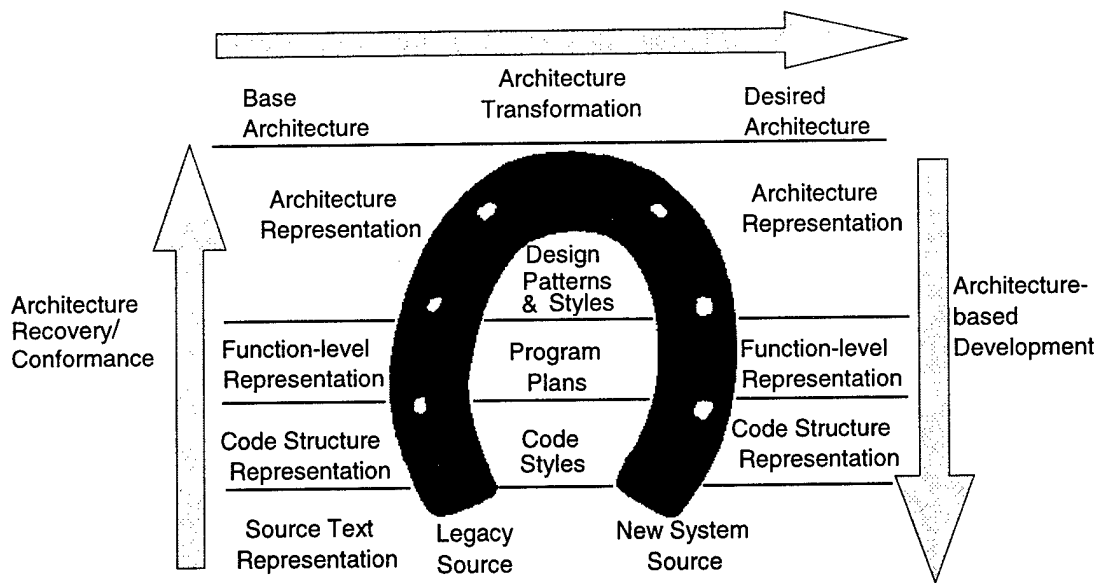 Architecture
Transformation
Base
Architecture
Desired
Architecture
Architecture
Representation
Architecture
Representation
Design
Patterns
& Styles
Architecture
Recovery/
Conformance
Architecture-
based
Development
Function-level
Representation
Program
Plans
Function-level
Representation
Code Structure
Representation
Code
Styles
Code Structure
Representation
Source Text
Representation
Legacy
Source
New System
Source